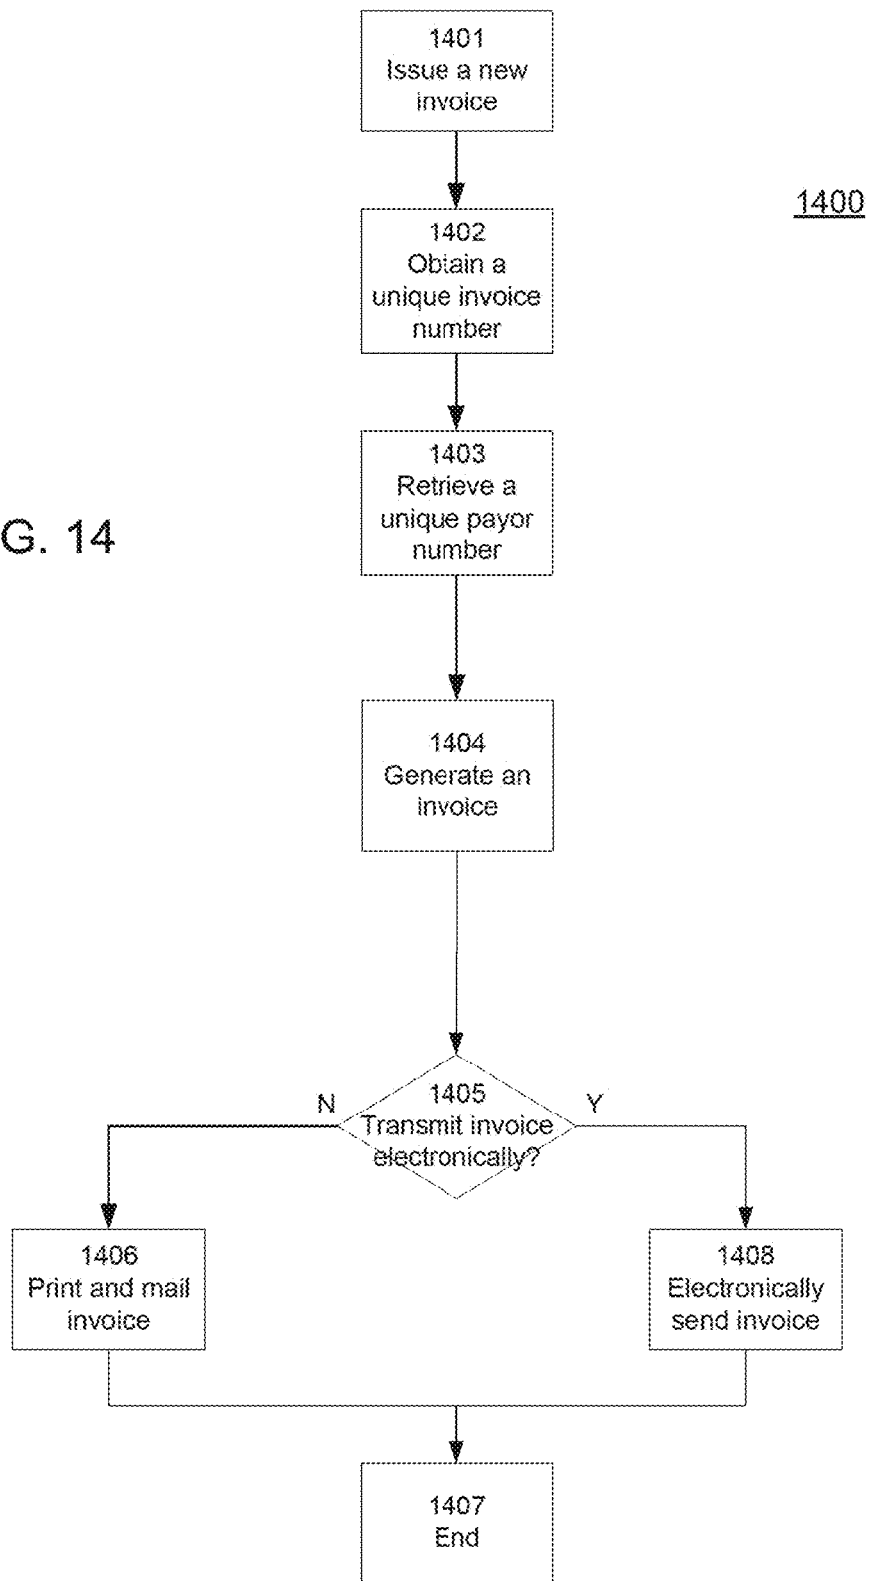 1401
Issue a new
invoice
1400
1402
Obtain a
unique invoice
number
1403
Retrieve a
unique payor
number
G. 14
1404
Generate an
invoice
N
1405
Transmit invoice
electronically?
Y
1406
Print and mail
invoice
1408
Electronically
send invoice
1407
End